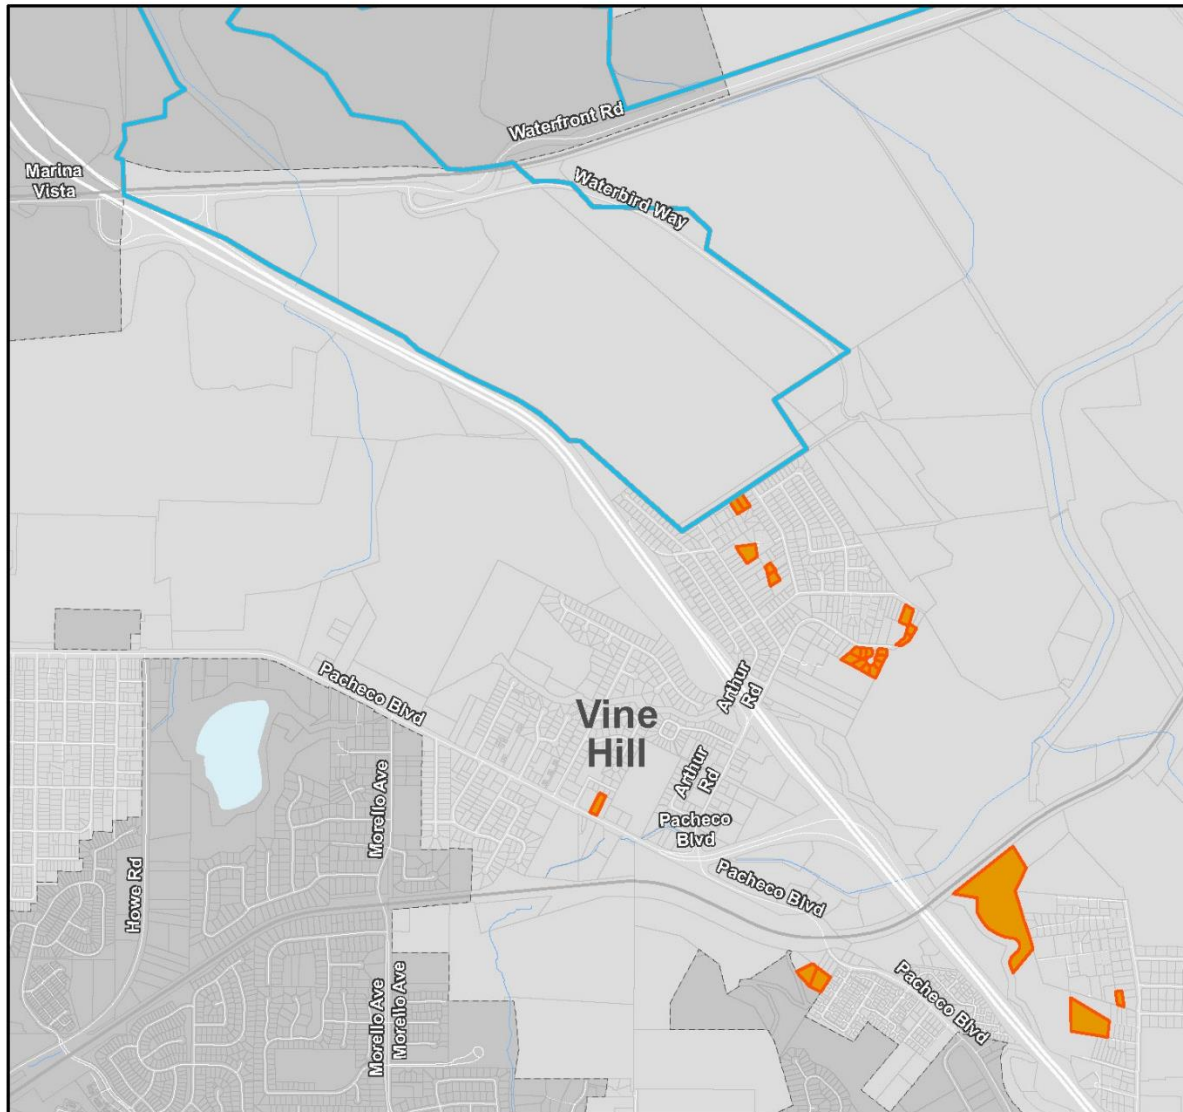 Waterfront Rd
Marina
Vista
Waterbird Way
Pacheco Blvd
Arthur
Rd
Vine
Hill
Arthur
Rd
Morello Ave
Pacheco
Blvd
Howe Rd
Pacheco Blvd
Pacheco Blvd
Morello Ave
Morello Ave